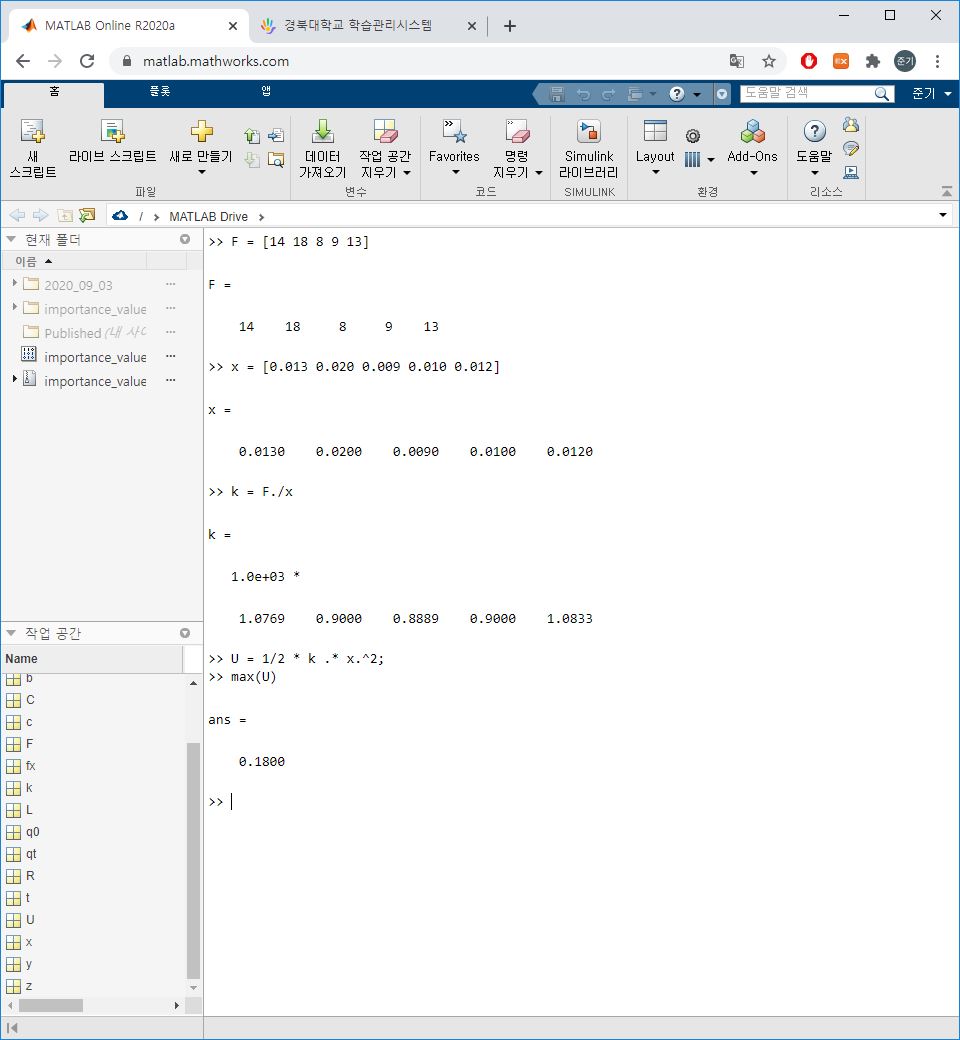 MATLAB Online R2020a
경북대학교 학습관리시스템
matlab.mathworks.com
준기
홈 플롯 앱
도움말 검색
준기
새 스크립트
라이브 스크립트
새로 만들기
파일
데이터 가져오기
작업 공간 지우기
변수
Favorites
명령 지우기
코드
Simulink 라이브러리
SIMULINK
Layout
Add-Ons
환경
도움말
리소스
/ › MATLAB Drive ›
현재 폴더
이름
2020_09_03 ...
importance_value ...
Published (내 사 ...
importance_value ...
importance_value ...
작업 공간
Name
b
C
c
F
fx
k
L
q0
qt
R
t
U
x
y
z
>> F = [14 18 8 9 13]
F =
14 18 8 9 13
>> x = [0.013 0.020 0.009 0.010 0.012]
x =
0.0130 0.0200 0.0090 0.0100 0.0120
>> k = F./x
k =
1.0e+03 *
1.0769 0.9000 0.8889 0.9000 1.0833
>> U = 1/2 * k .* x.^2;
>> max(U)
ans =
0.1800
>>